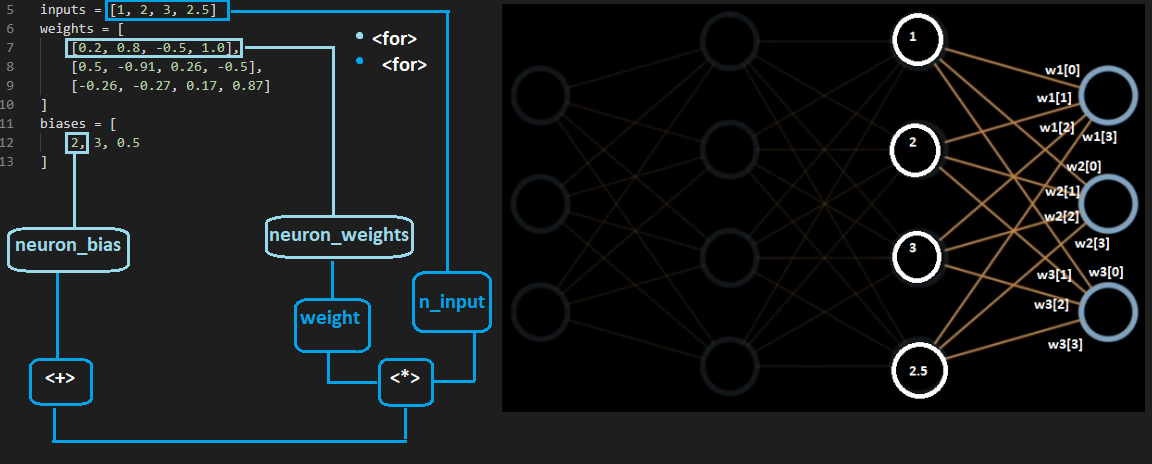 5 inputs = [1, 2, 3, 2.5]
6 weights = [
7 [0.2, 0.8, -0.5, 1.0],
8 [0.5, -0.91, 0.26, -0.5],
9 [-0.26, -0.27, 0.17, 0.87]
10 ]
11 biases = [
12 2, 3, 0.5
13 ]
<for>
<for>
neuron_bias
neuron_weights
weight
n_input
<+>
<*>
1
2
3
2.5
w1[0]
w1[1]
w1[2]
w1[3]
w2[0]
w2[1]
w2[2]
w2[3]
w3[0]
w3[1]
w3[2]
w3[3]